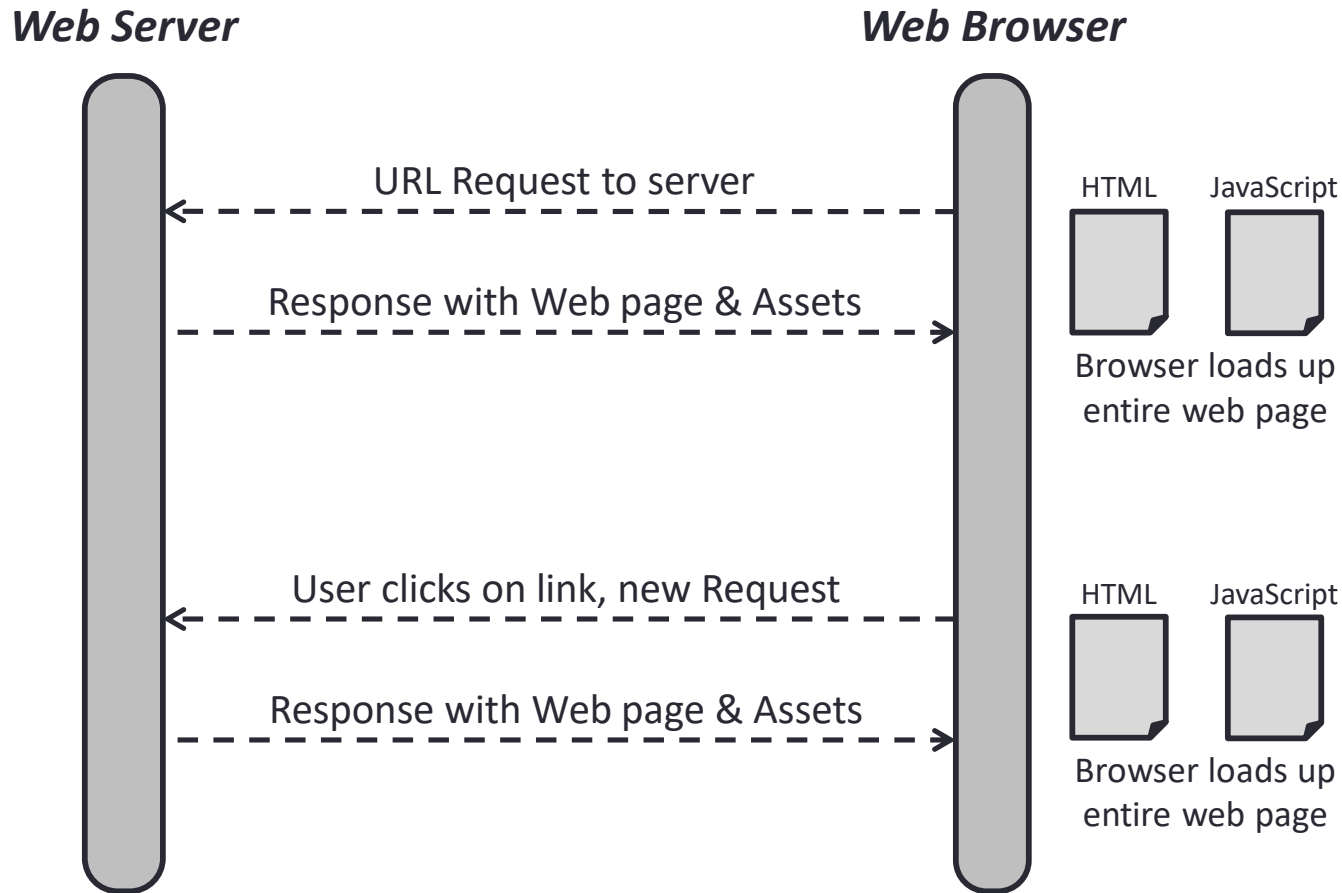 Web Server
Web Browser
URL Request to server
HTML
JavaScript
Response with Web page & Assets
Browser loads up
entire web page
User clicks on link, new Request
HTML
JavaScript
Response with Web page & Assets
Browser loads up
entire web page